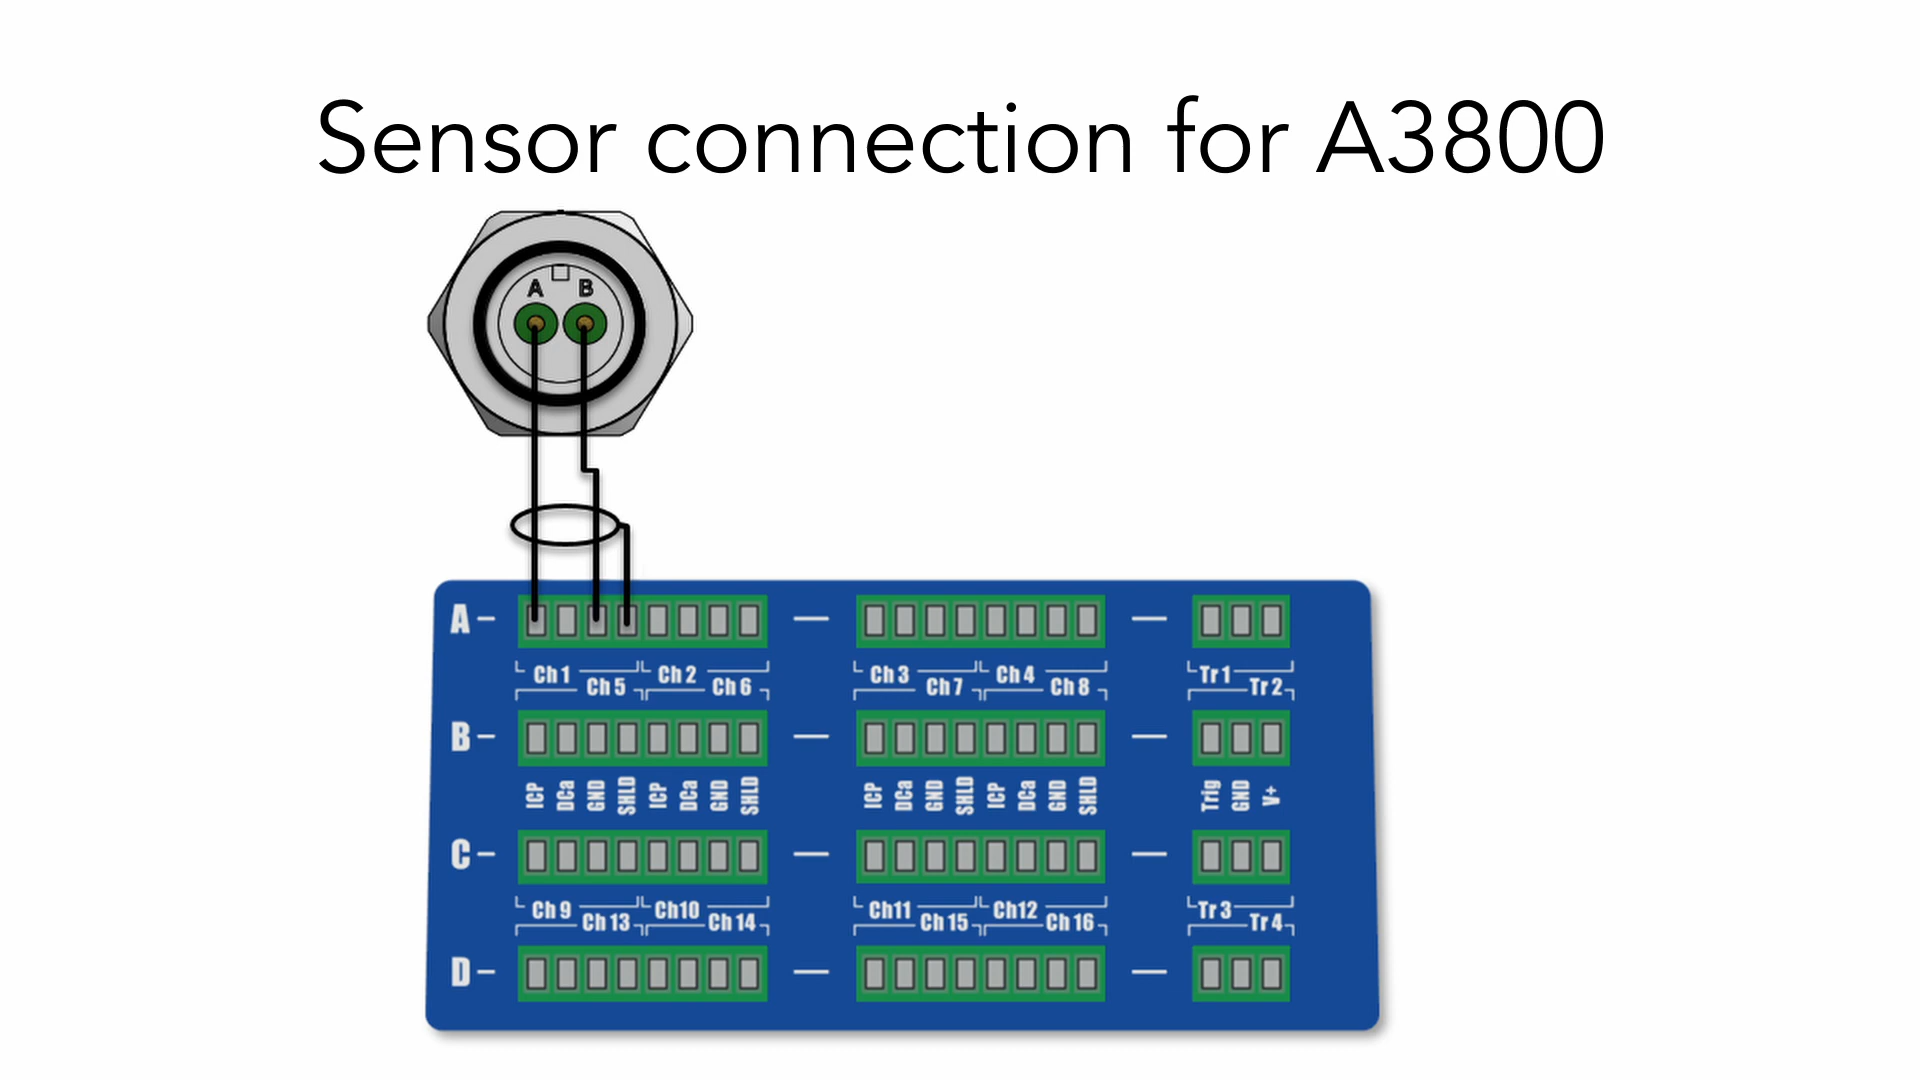 Sensor connection for A3800
A B
A
Ch 1 Ch 2 Ch 3 Ch 4 Tr 1
Ch 5 Ch 6 Ch 7 Ch 8 Tr 2
B
ICP DCa GND SHLD ICP DCa GND SHLD ICP DCa GND SHLD ICP DCa GND SHLD Trig GND V+
C
Ch 9 Ch10 Ch11 Ch12 Tr 3
Ch 13 Ch 14 Ch 15 Ch 16 Tr 4
D